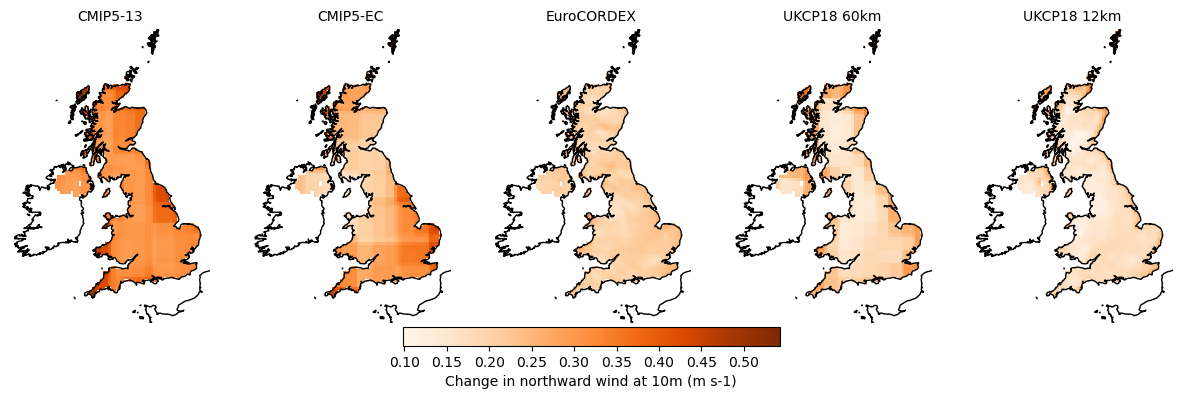 CMIP5-13
CMIP5-EC
EuroCORDEX
UKCP18 60km
UKCP18 12km
0.10 0.15 0.20 0.25 0.30 0.35 0.40 0.45 0.50
Change in northward wind at 10m (m s-1)